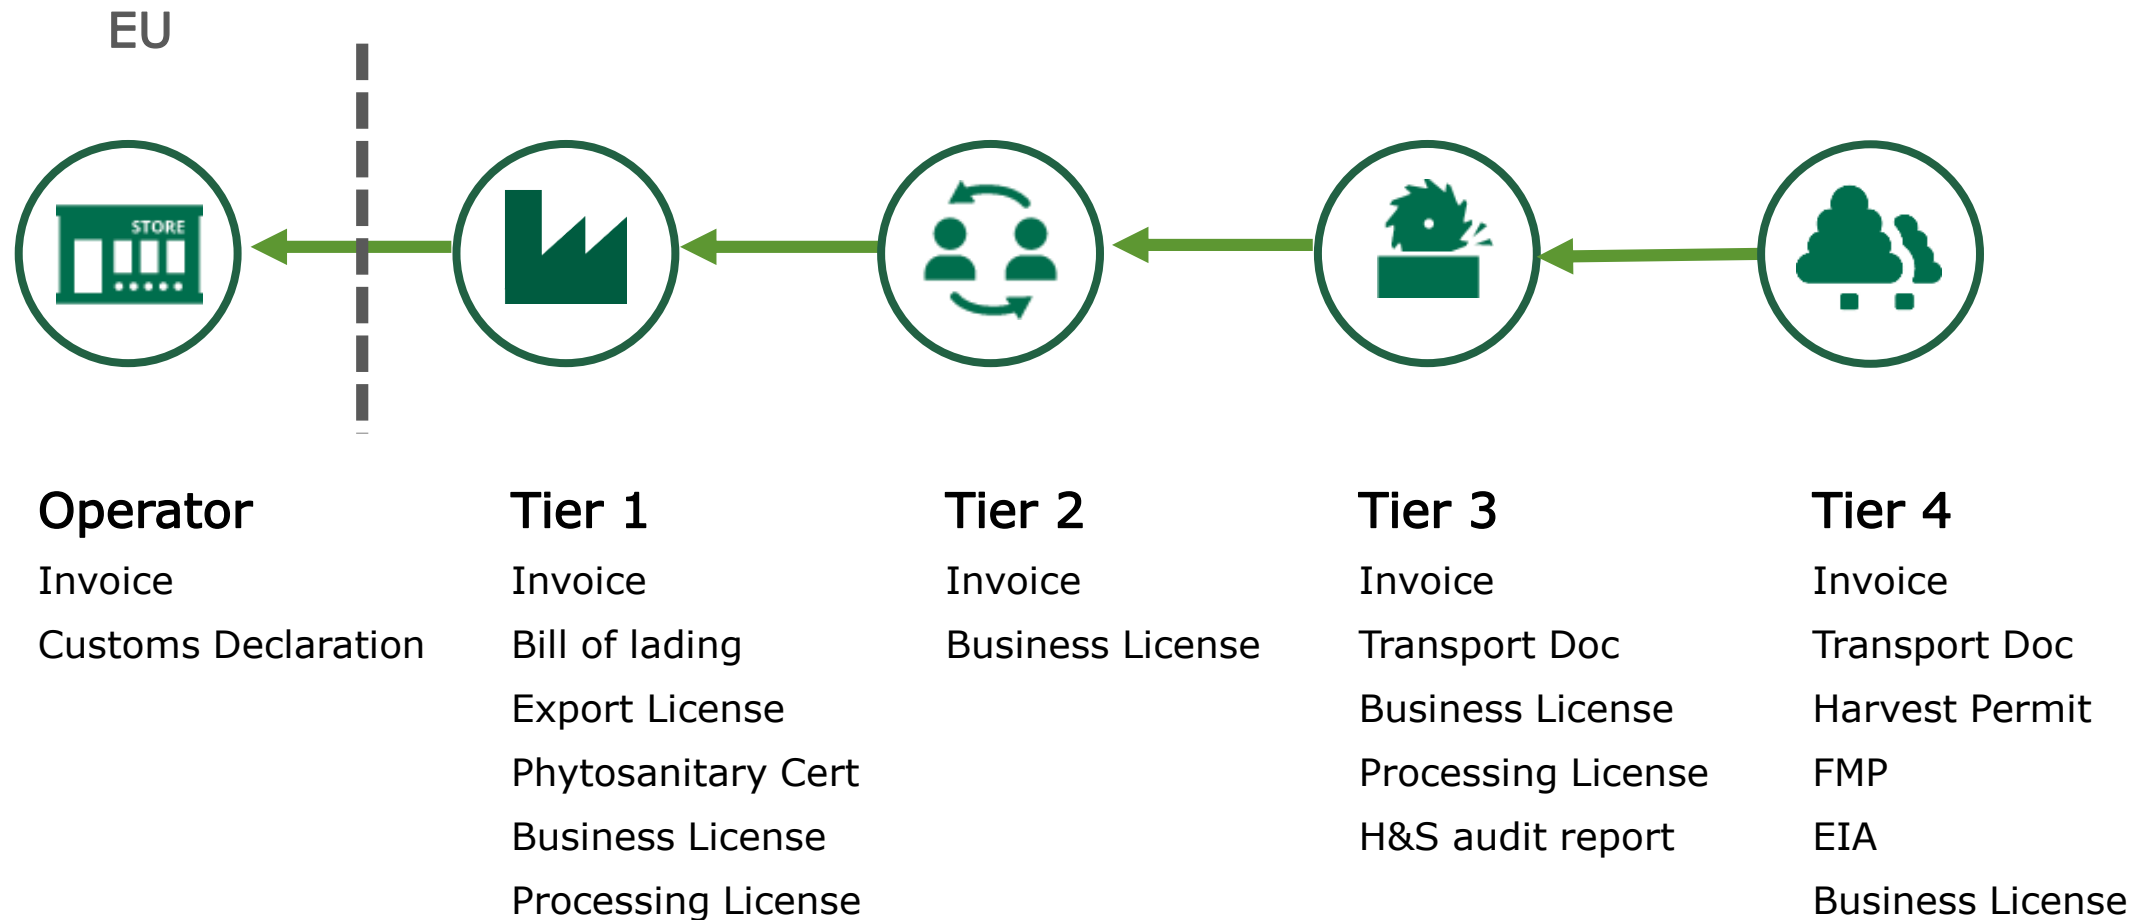 EU
STORE
Operator
Invoice
Customs Declaration
Tier 1
Invoice
Bill of lading
Export License
Phytosanitary Cert
Business License
Processing License
Tier 2
Invoice
Business License
Tier 3
Invoice
Transport Doc
Business License
Processing License
H&S audit report
Tier 4
Invoice
Transport Doc
Harvest Permit
FMP
EIA
Business License